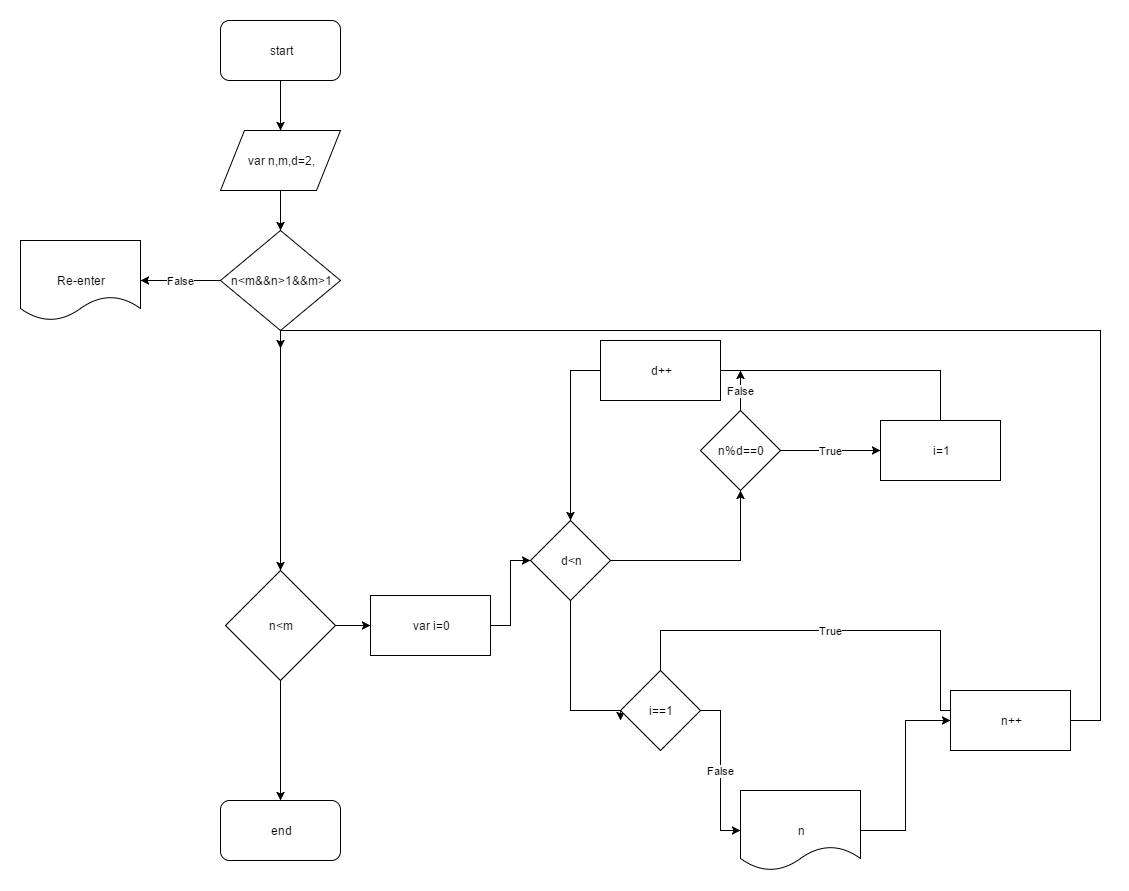 start
var n,m,d=2,
n<m&&n>1&&m>1
False
Re-enter
d++
False
n%d==0
True
i=1
d<n
n<m
var i=0
True
i==1
n++
False
n
end